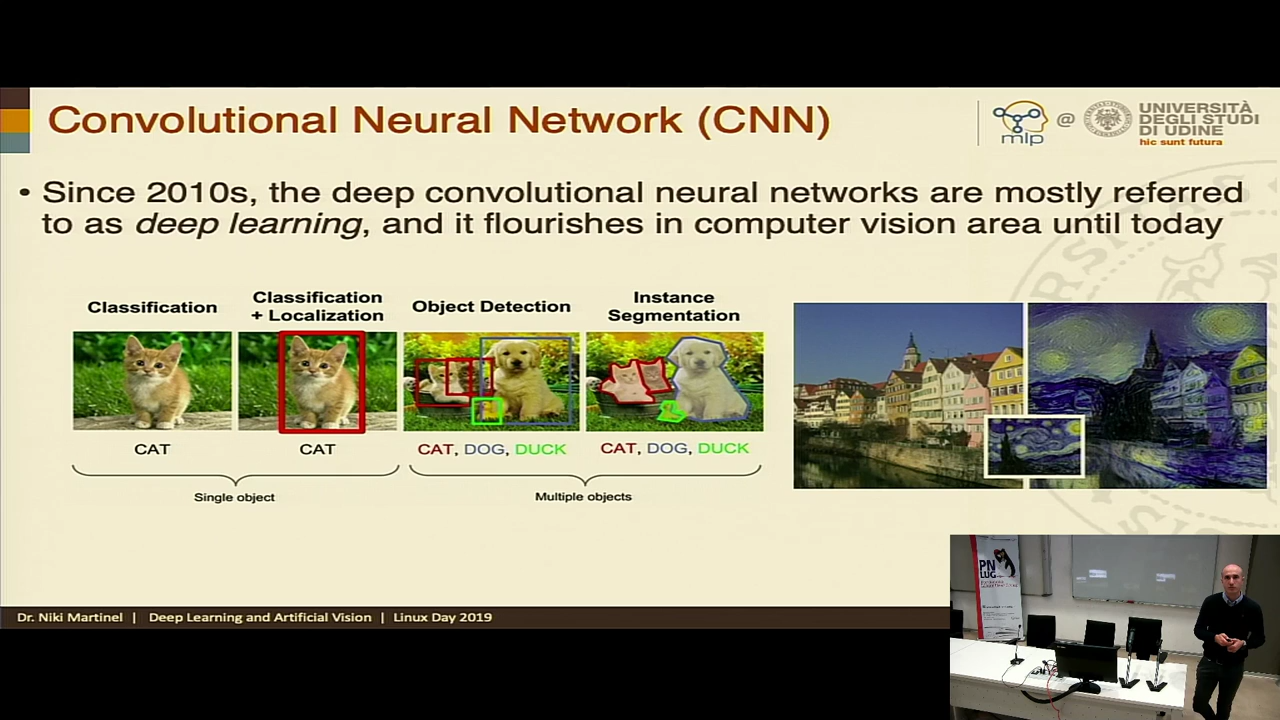 Convolutional Neural Network (CNN)
mlp
@
UNIVERSITÀ
DEGLI STUDI
DI UDINE
hic sunt futura
• Since 2010s, the deep convolutional neural networks are mostly referred
to as deep learning, and it flourishes in computer vision area until today
Classification
Classification
+ Localization
Object Detection
Instance
Segmentation
CAT
CAT
CAT, DOG, DUCK
CAT, DOG, DUCK
Single object
Multiple objects
PN
LUG
Dr. Niki Martinel | Deep Learning and Artificial Vision | Linux Day 2019